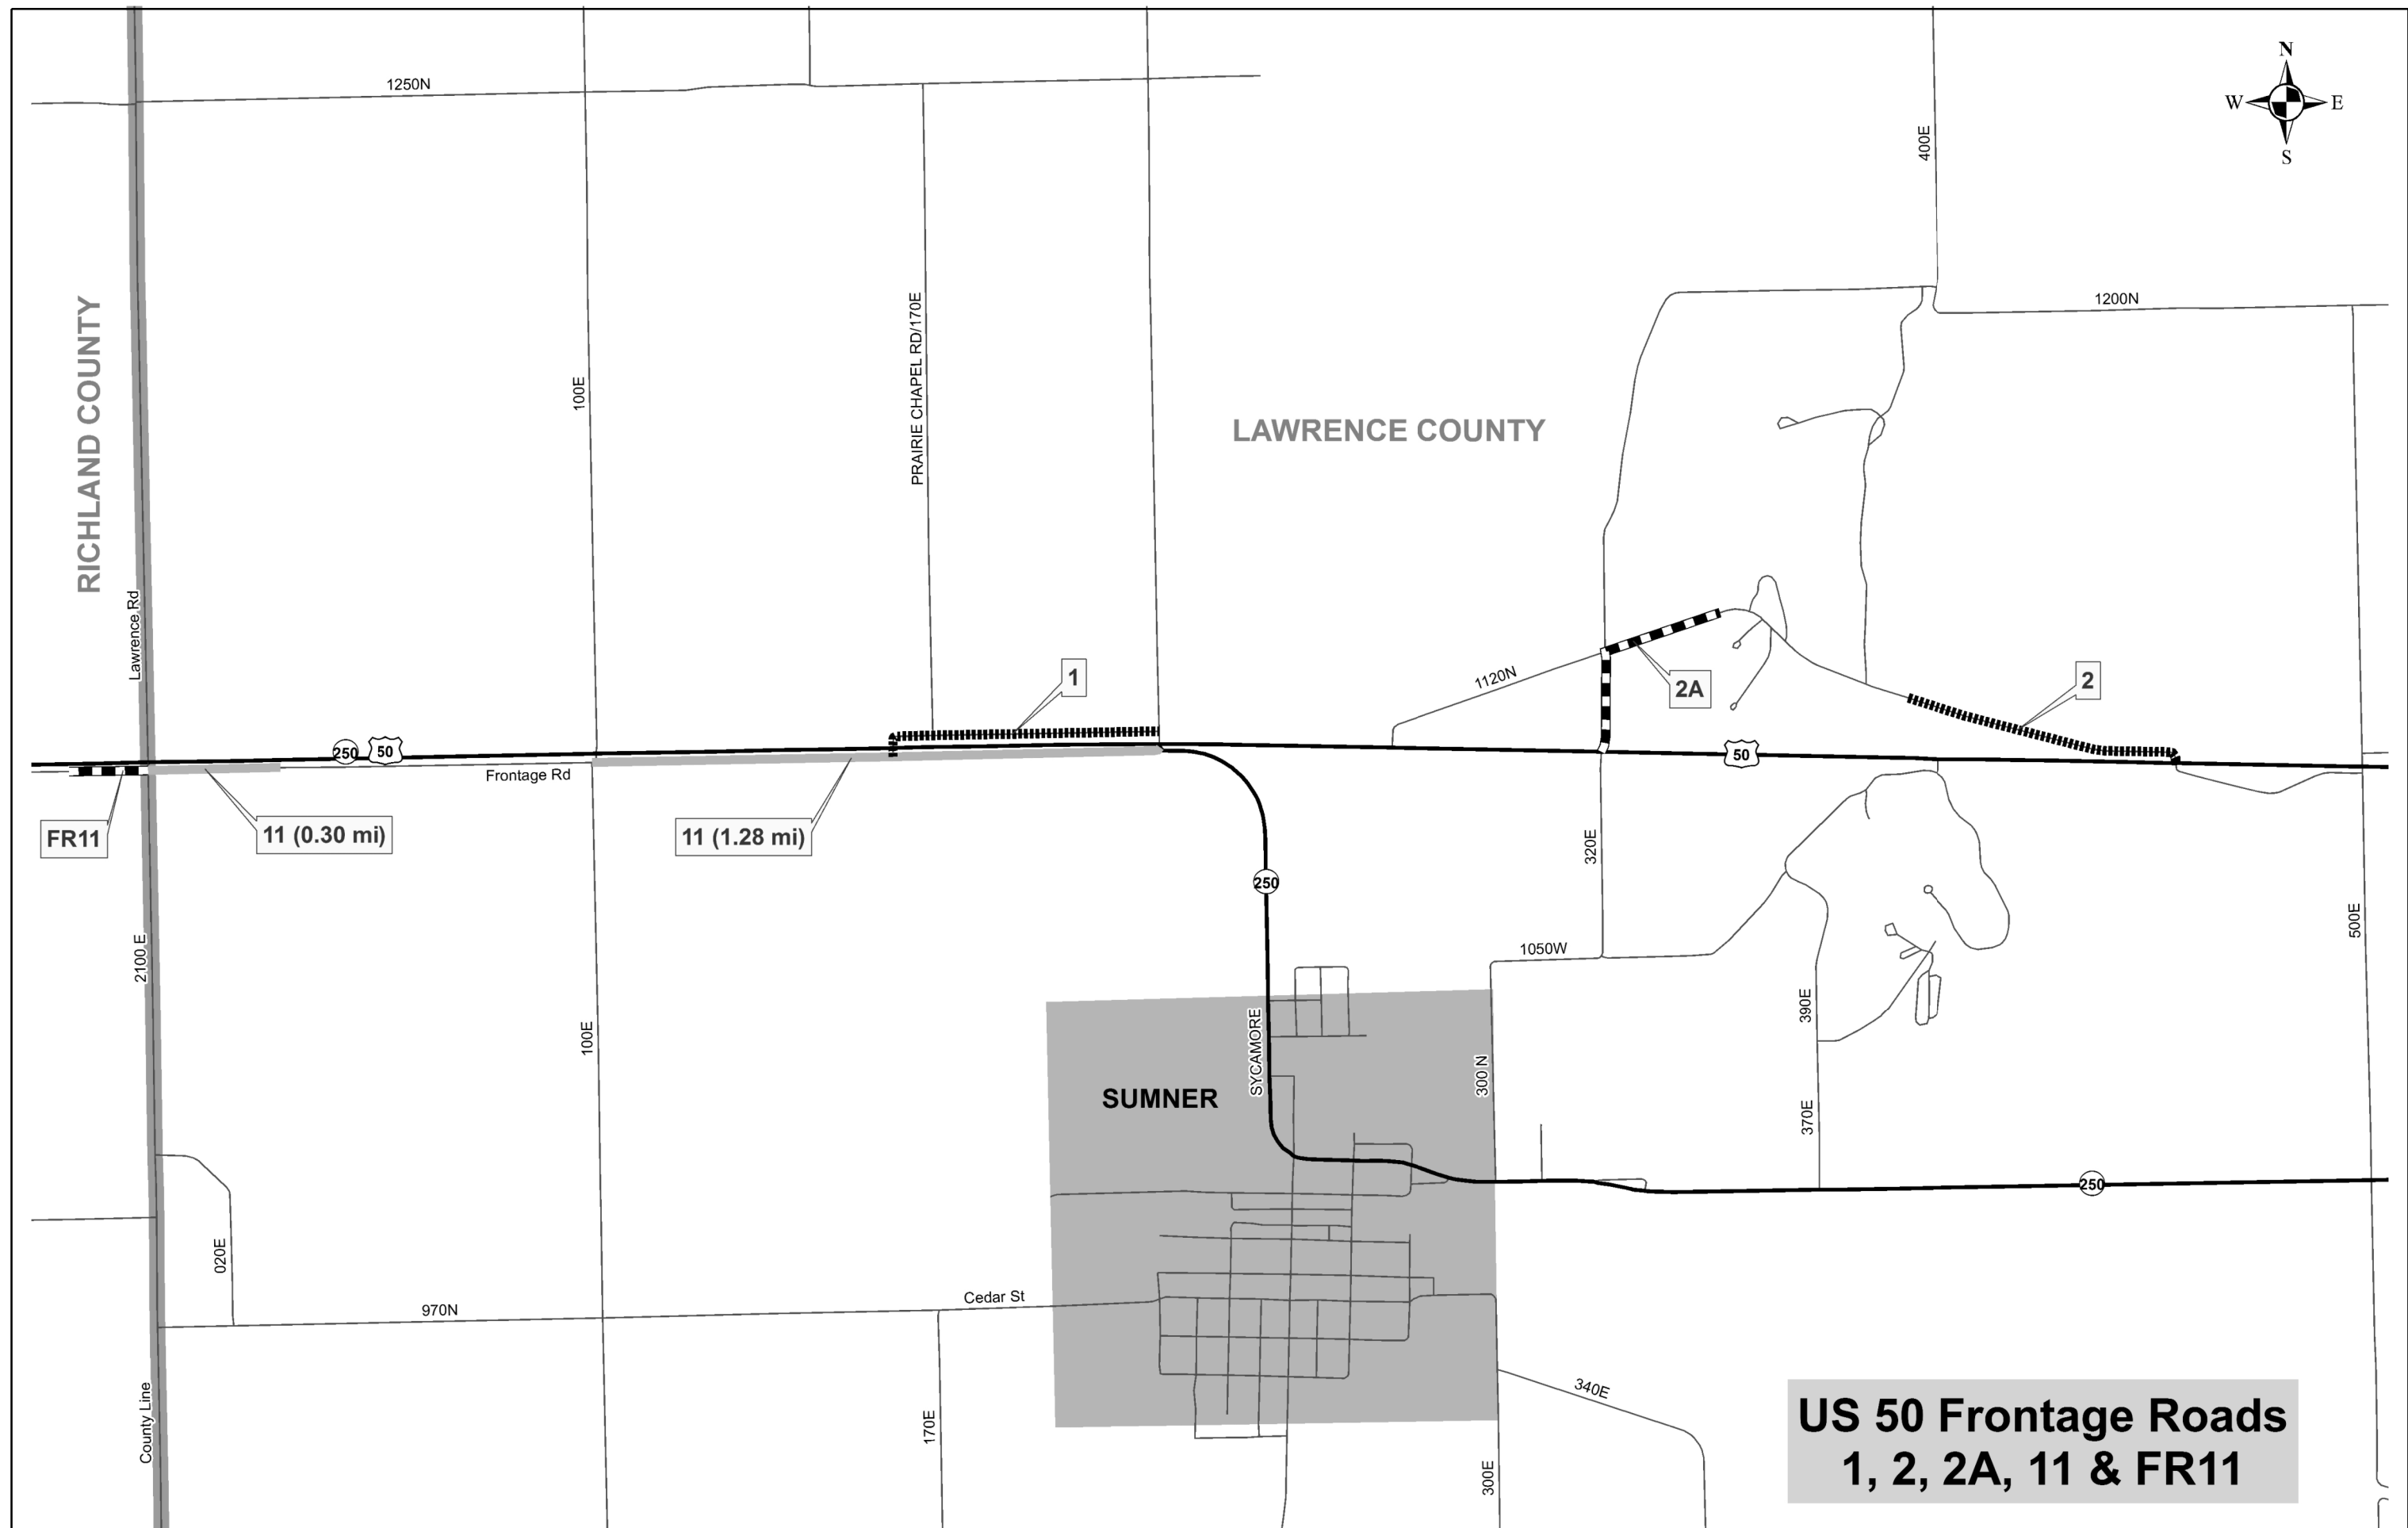 N
W
E
S
1250N
400E
1200N
RICHLAND COUNTY
100E
PRAIRIE CHAPEL RD/170E
LAWRENCE COUNTY
Lawrence Rd
1
1120N
2A
2
250
50
50
Frontage Rd
FR11
11 (0.30 mi)
11 (1.28 mi)
320E
250
500E
2100 E
1050W
390E
100E
SYCAMORE
300 N
SUMNER
370E
250
020E
970N
Cedar St
County Line
170E
340E
300E
US 50 Frontage Roads
1, 2, 2A, 11 & FR11